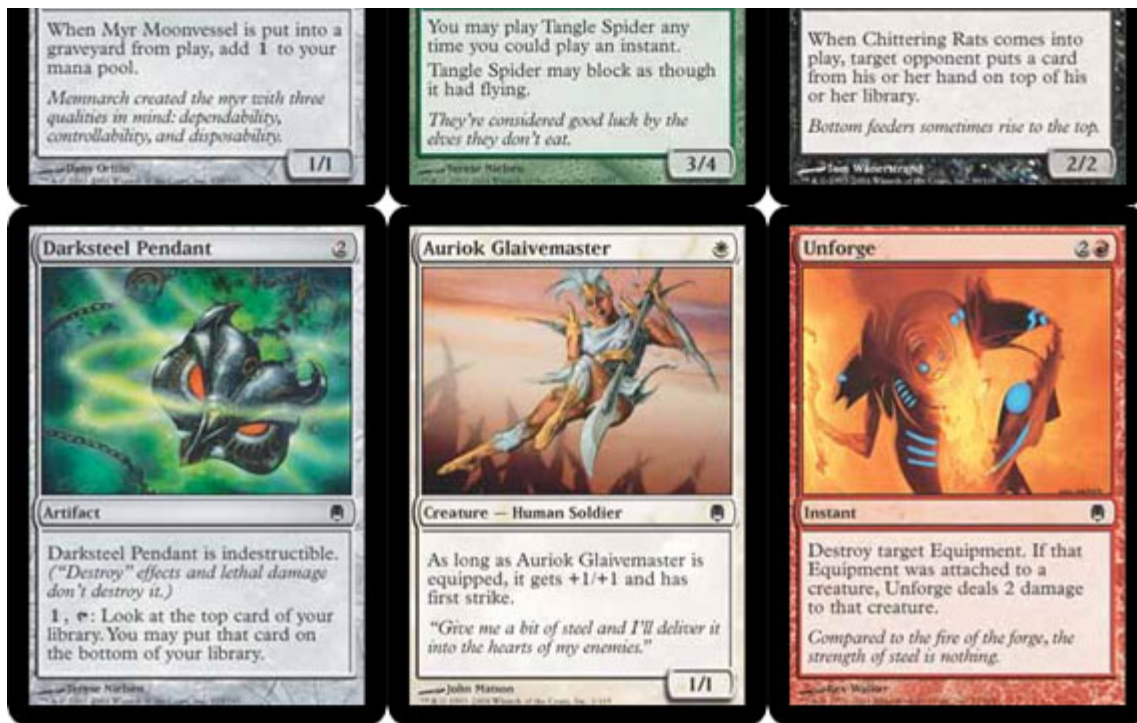 When Myr Moonvessel is put into a
graveyard from play, add 1 to your
mana pool.
Memnarch created the myr with three
qualities in mind: dependability,
controllability, and disposability.
1/1
You may play Tangle Spider any
time you could play an instant.
Tangle Spider may block as though
it had flying.
They're considered good luck by the
elves they don't eat.
Terese Nielsen
3/4
When Chittering Rats comes into
play, target opponent puts a card
from his or her hand on top of his
or her library.
Bottom feeders sometimes rise to the top.
Tom Wänerstrand
2/2
Darksteel Pendant 2
Artifact
Darksteel Pendant is indestructible.
("Destroy" effects and lethal damage
don't destroy it.)
1, : Look at the top card of your
library. You may put that card on
the bottom of your library.
Terese Nielsen
Auriok Glaivemaster
Creature — Human Soldier
As long as Auriok Glaivemaster is
equipped, it gets +1/+1 and has
first strike.
"Give me a bit of steel and I'll deliver it
into the hearts of my enemies."
John Matson
1/1
Unforge 2
Instant
Destroy target Equipment. If that
Equipment was attached to a
creature, Unforge deals 2 damage
to that creature.
Compared to the fire of the forge, the
strength of steel is nothing.
Kev Walker